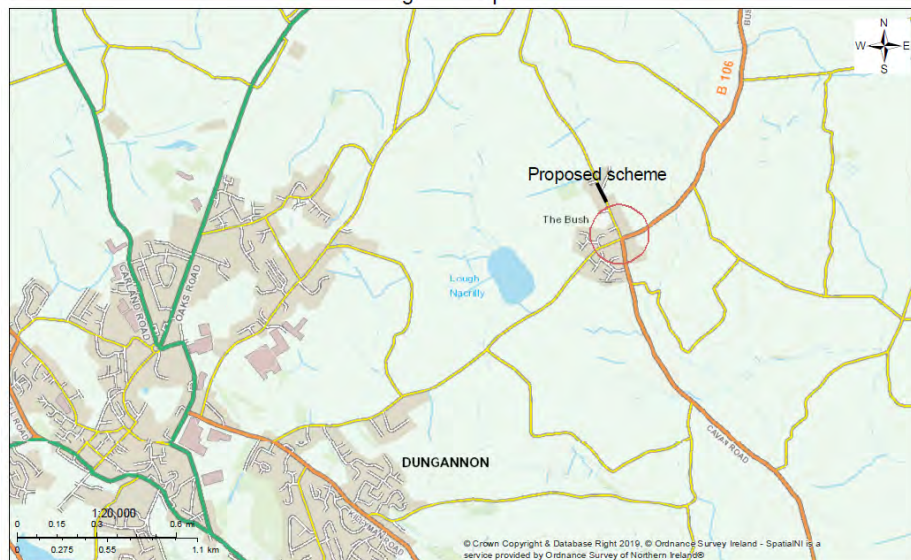 N
W
E
S
B 106
Proposed scheme
The Bush
Lough
Nacrilly
CARLAND ROAD
OAKS ROAD
DUNGANNON
CAVAN ROAD
1:20,000
0 0.15 0.3 0.6 mi
0 0.275 0.55 1.1 km
© Crown Copyright & Database Right 2019, © Ordnance Survey Ireland - SpatialNI is a
service provided by Ordnance Survey of Northern Ireland®